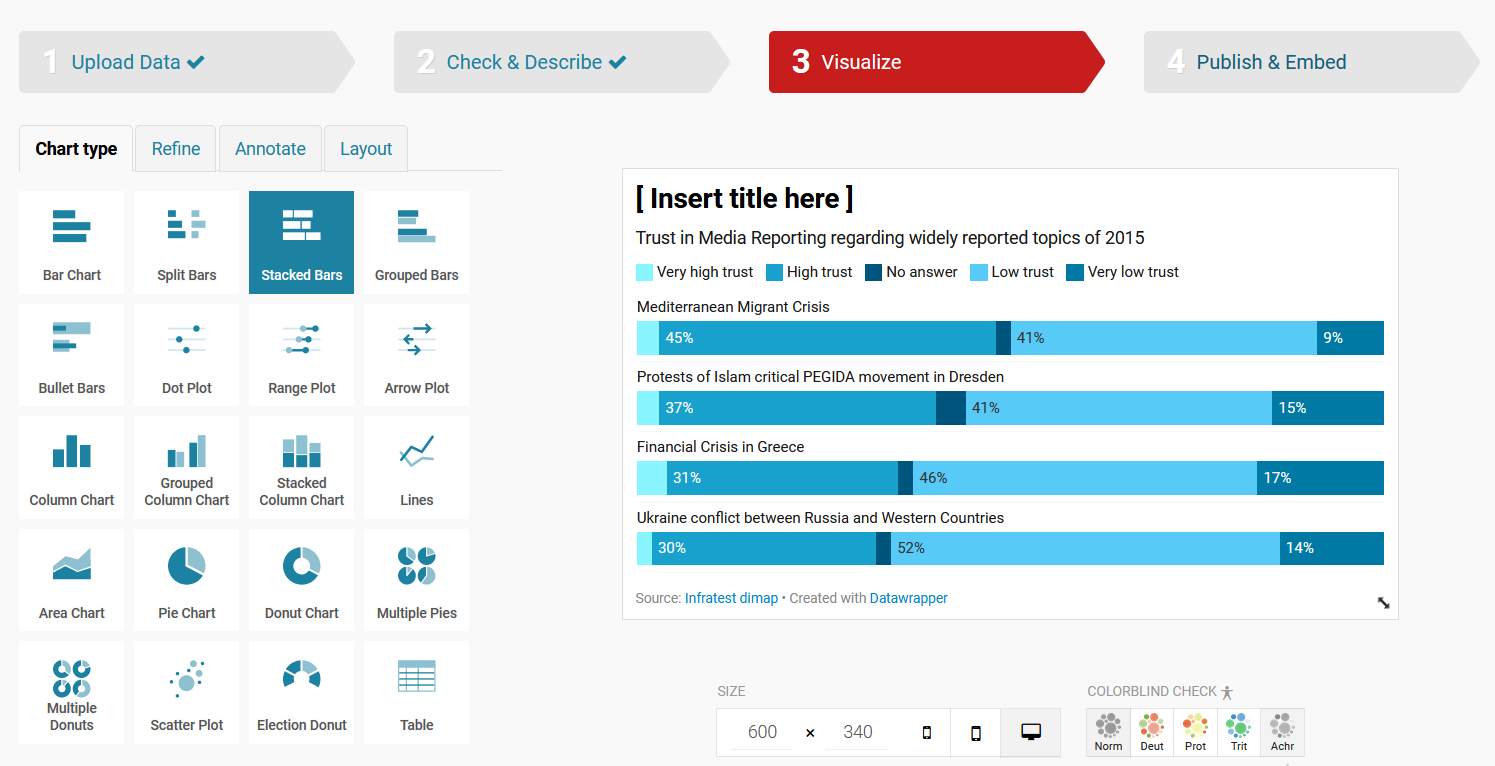 1 Upload Data
2 Check & Describe
3 Visualize
4 Publish & Embed
Chart type
Refine
Annotate
Layout
Bar Chart
Split Bars
Stacked Bars
Grouped Bars
Bullet Bars
Dot Plot
Range Plot
Arrow Plot
Column Chart
Grouped
Column Chart
Stacked
Column Chart
Lines
Area Chart
Pie Chart
Donut Chart
Multiple Pies
Multiple
Donuts
Scatter Plot
Election Donut
Table
[ Insert title here ]
Trust in Media Reporting regarding widely reported topics of 2015
Very high trust High trust No answer Low trust Very low trust
Mediterranean Migrant Crisis
45% 41% 9%
Protests of Islam critical PEGIDA movement in Dresden
37% 41% 15%
Financial Crisis in Greece
31% 46% 17%
Ukraine conflict between Russia and Western Countries
30% 52% 14%
Source: Infratest dimap • Created with Datawrapper
SIZE
600 × 340
COLORBLIND CHECK
Norm Deut Prot Trit Achr